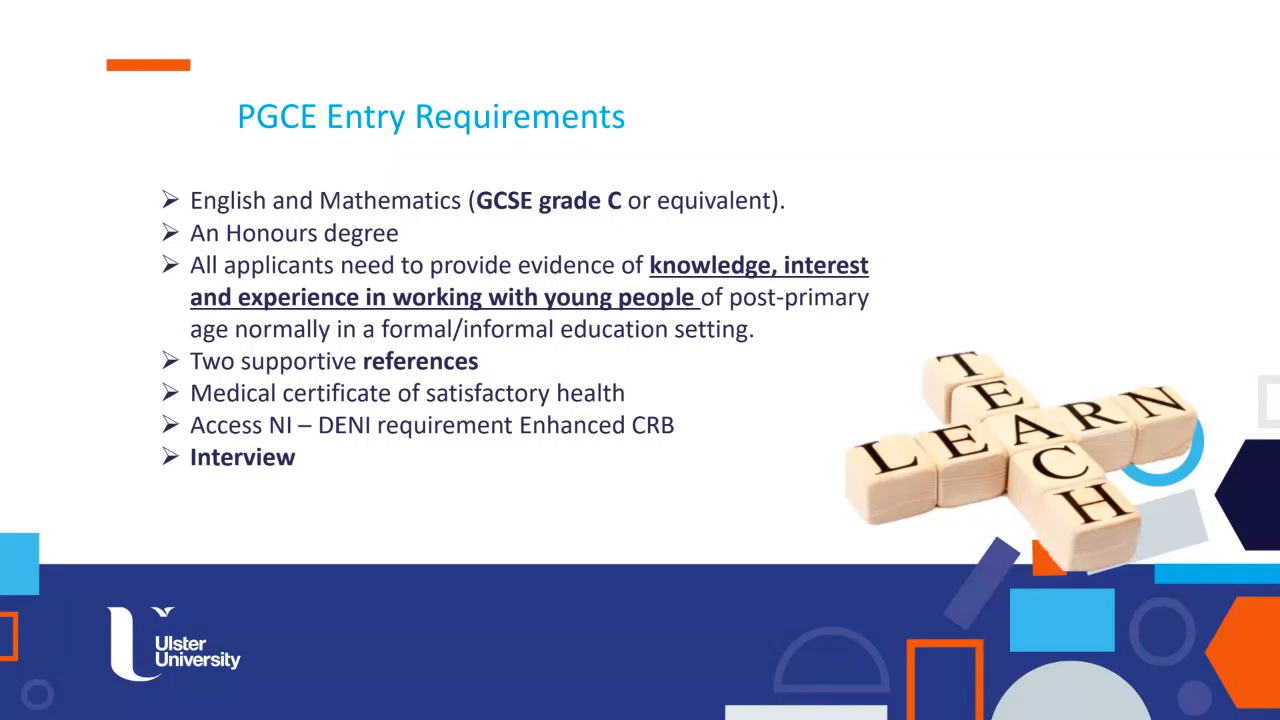 PGCE Entry Requirements
➢ English and Mathematics (GCSE grade C or equivalent).
➢ An Honours degree
➢ All applicants need to provide evidence of knowledge, interest
and experience in working with young people of post-primary
age normally in a formal/informal education setting.
➢ Two supportive references
➢ Medical certificate of satisfactory health
➢ Access NI – DENI requirement Enhanced CRB
➢ Interview
TEACH
LEARN
Ulster
University